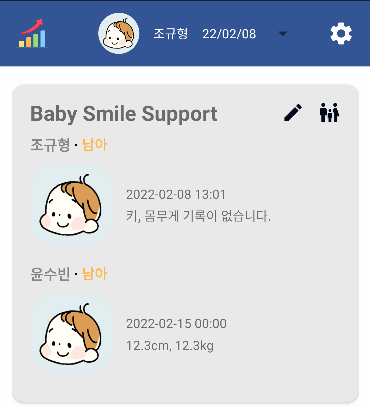 조규형 22/02/08
Baby Smile Support
조규형 · 남아
2022-02-08 13:01
키, 몸무게 기록이 없습니다.
윤수빈 · 남아
2022-02-15 00:00
12.3cm, 12.3kg